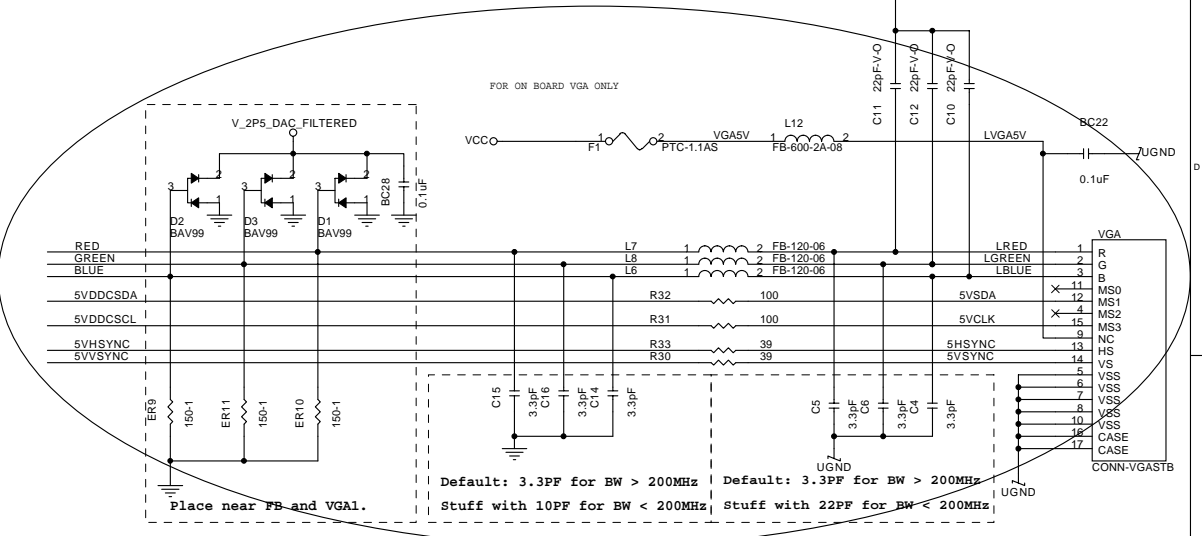 FOR ON BOARD VGA ONLY
C11 22pF-V-O
C12 22pF-V-O
C10 22pF-V-O
V_2P5_DAC_FILTERED
VCC
1 2
F1 PTC-1.1AS
VGA5V
L12
1 2
FB-600-2A-08
LVGA5V
BC22
0.1uF
UGND
D
3 2 1
D2
BAV99
3 2 1
D3
BAV99
3 2 1
D1
BAV99
BC28
0.1uF
RED L7 1 2 FB-120-06 LRED
GREEN L8 1 2 FB-120-06 LGREEN
BLUE L6 1 2 FB-120-06 LBLUE
5VDDCSDA R32 100 5VSDA
5VDDCSCL R31 100 5VCLK
5VHSYNC R33 39 5HSYNC
5VVSYNC R30 39 5VSYNC
VGA
1 R
2 G
3 B
11 MS0
12 MS1
4 MS2
15 MS3
9 NC
13 HS
14 VS
5 VSS
6 VSS
7 VSS
8 VSS
10 VSS
16 CASE
17 CASE
CONN-VGASTB
UGND
ER9 150-1
ER11 150-1
ER10 150-1
C15 3.3pF
C16 3.3pF
C14 3.3pF
C5 3.3pF
C6 3.3pF
C4 3.3pF
UGND
Place near FB and VGA1.
Default: 3.3PF for BW > 200MHz
Stuff with 10PF for BW < 200MHz
Default: 3.3PF for BW > 200MHz
Stuff with 22PF for BW < 200MHz